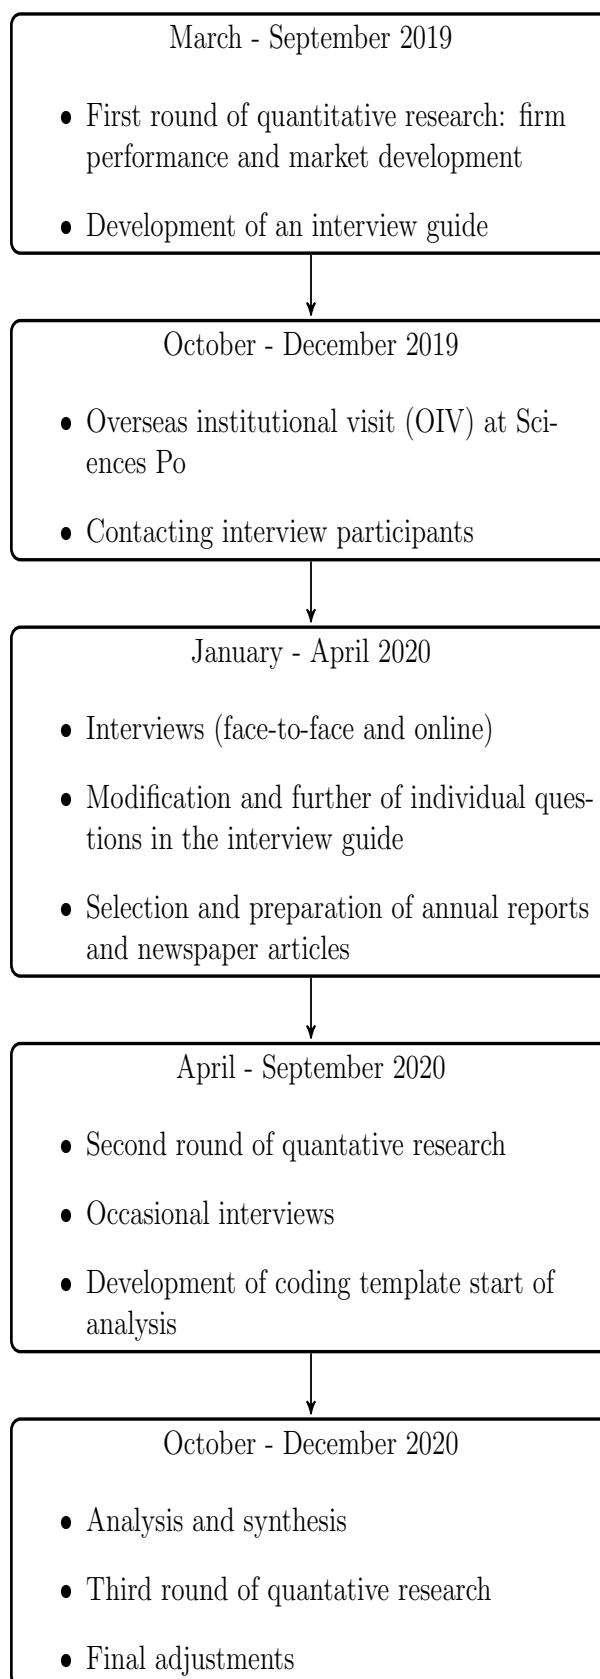 March - September 2019
• First round of quantitative research: firm
performance and market development
• Development of an interview guide
October - December 2019
• Overseas institutional visit (OIV) at Sci-
ences Po
• Contacting interview participants
January - April 2020
• Interviews (face-to-face and online)
• Modification and further of individual ques-
tions in the interview guide
• Selection and preparation of annual reports
and newspaper articles
April - September 2020
• Second round of quantative research
• Occasional interviews
• Development of coding template start of
analysis
October - December 2020
• Analysis and synthesis
• Third round of quantative research
• Final adjustments